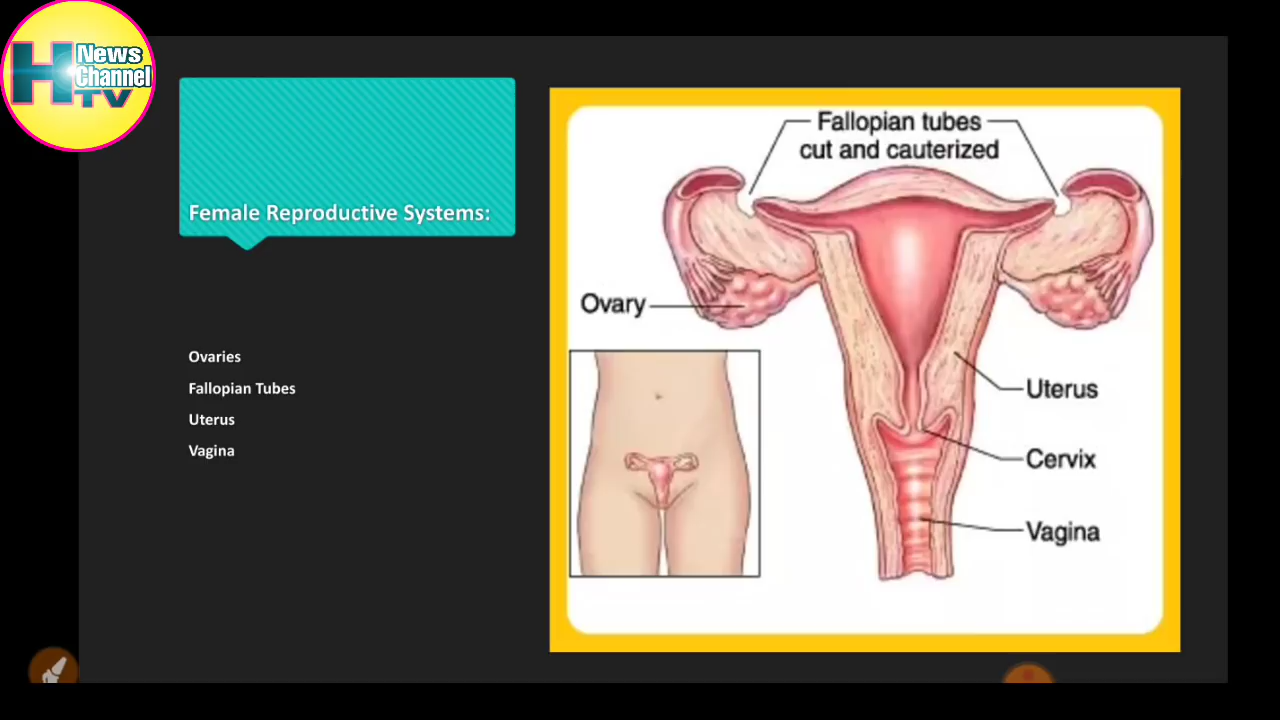 H News
Channel
TV
Female Reproductive Systems:
Ovaries
Fallopian Tubes
Uterus
Vagina
Fallopian tubes
cut and cauterized
Ovary
Uterus
Cervix
Vagina